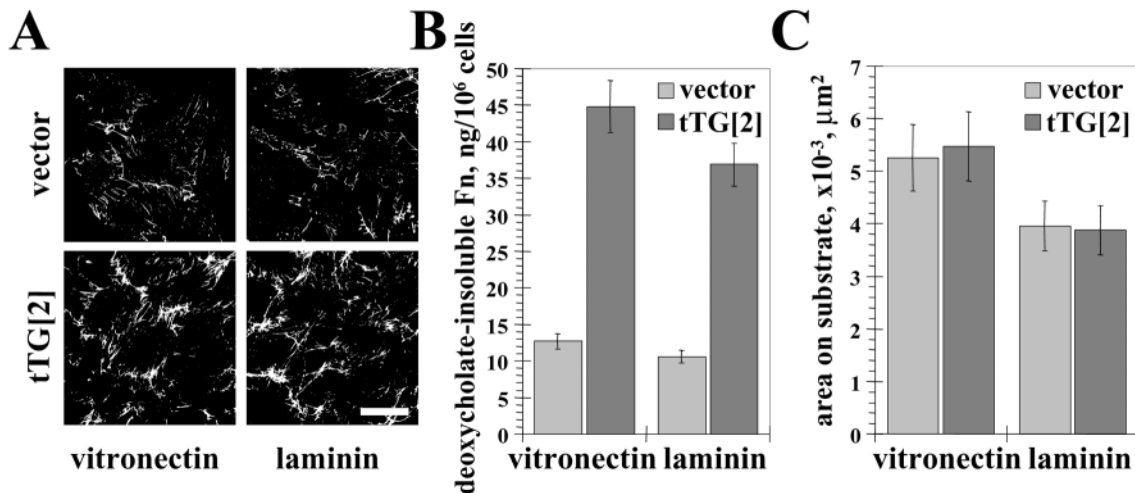 A
vector
tTG[2]
vitronectin
laminin
B
deoxycholate-insoluble Fn, ng/10⁶ cells
50
45
40
35
30
25
20
15
10
5
0
vector
tTG[2]
vitronectin laminin
C
area on substrate, x10⁻³, µm²
7
6
5
4
3
2
1
0
vector
tTG[2]
vitronectin laminin